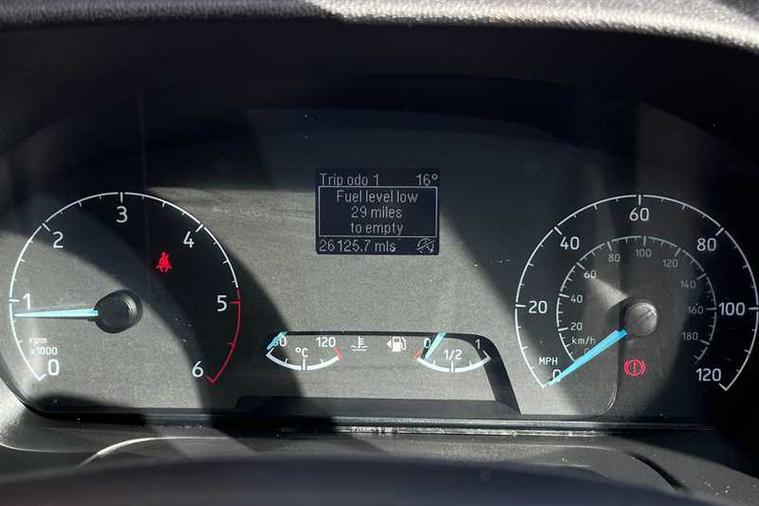 Trip odo 1 16°
Fuel level low
29 miles
to empty
26125.7 mls
0 1 2 3 4 5 6
rpm
x1000
60 120
°C
0 1/2 1
0 20 40 60 80 100 120
MPH
20 40 60 80 100 120 140 160 180
km/h